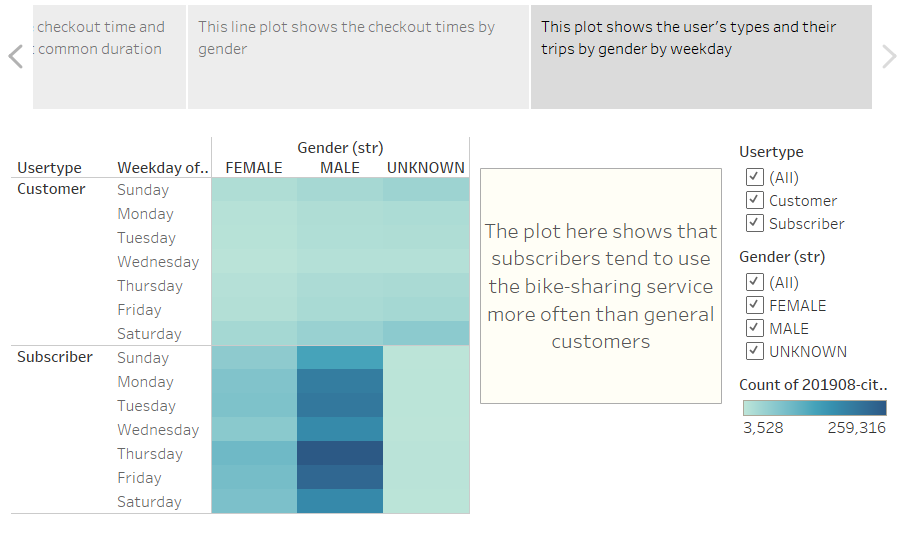 checkout time and
common duration
This line plot shows the checkout times by
gender
This plot shows the user's types and their
trips by gender by weekday
Gender (str)
Usertype Weekday of.. FEMALE MALE UNKNOWN
Customer Sunday
Monday
Tuesday
Wednesday
Thursday
Friday
Saturday
Subscriber Sunday
Monday
Tuesday
Wednesday
Thursday
Friday
Saturday
The plot here shows that
subscribers tend to use
the bike-sharing service
more often than general
customers
Usertype
(All)
Customer
Subscriber
Gender (str)
(All)
FEMALE
MALE
UNKNOWN
Count of 201908-cit..
3,528 259,316